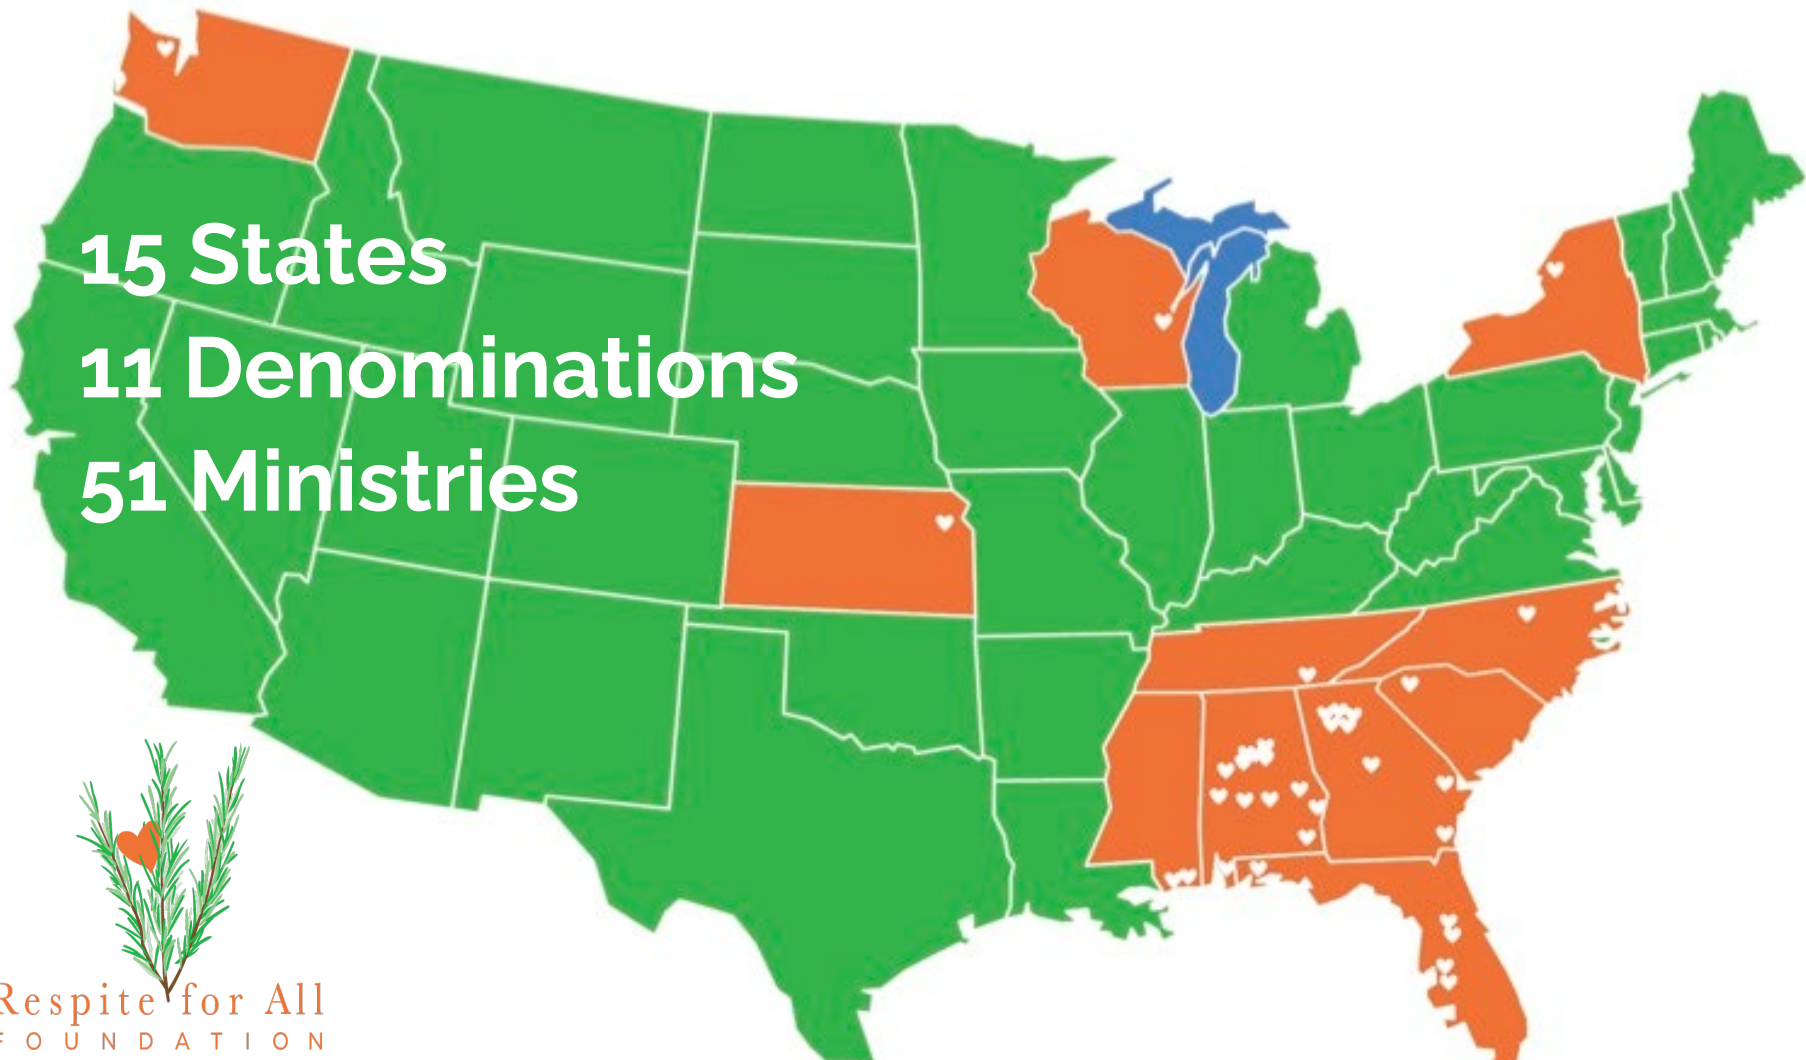 15 States
11 Denominations
51 Ministries
Respite for All
FOUNDATION